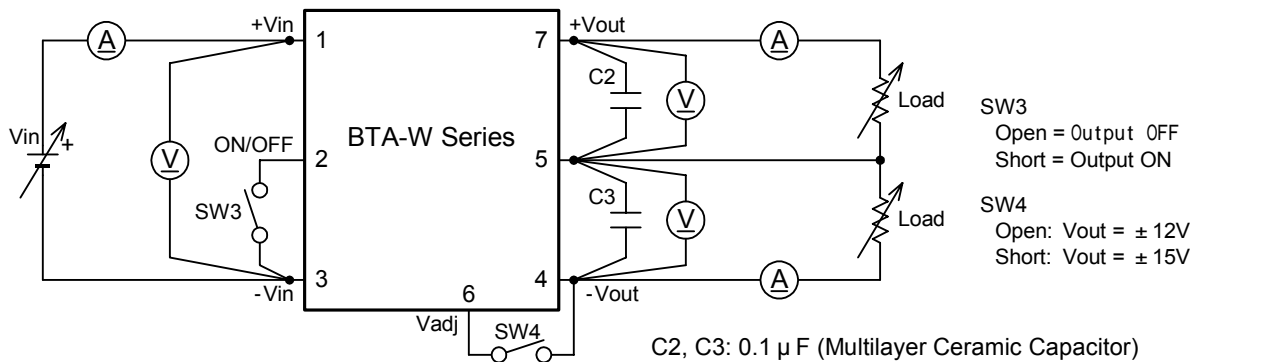 +Vin
+Vout
A
1
7
A
C2
V
Load
Vin
+
ON/OFF
BTA-W Series
SW3
Open = Output OFF
Short = Output ON
V
2
5
SW3
C3
V
Load
SW4
Open: Vout = ± 12V
Short: Vout = ± 15V
3
4
-Vin
6
-Vout
A
Vadj
SW4
C2, C3: 0.1 µ F (Multilayer Ceramic Capacitor)